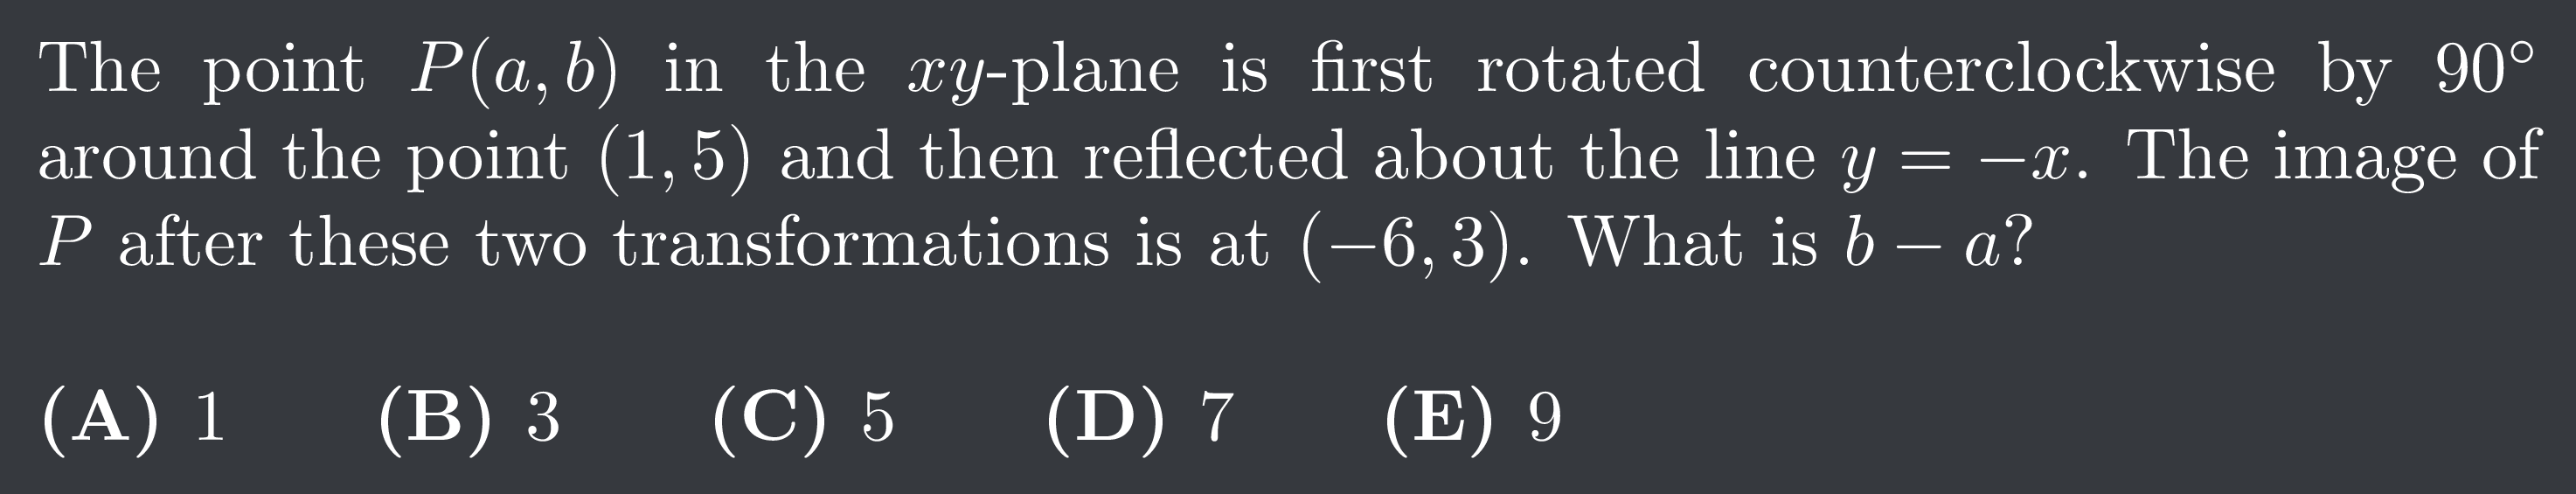 The point P(a, b) in the xy-plane is first rotated counterclockwise by 90°
around the point (1, 5) and then reflected about the line y = −x. The image of
P after these two transformations is at (−6, 3). What is b − a?
(A) 1 (B) 3 (C) 5 (D) 7 (E) 9